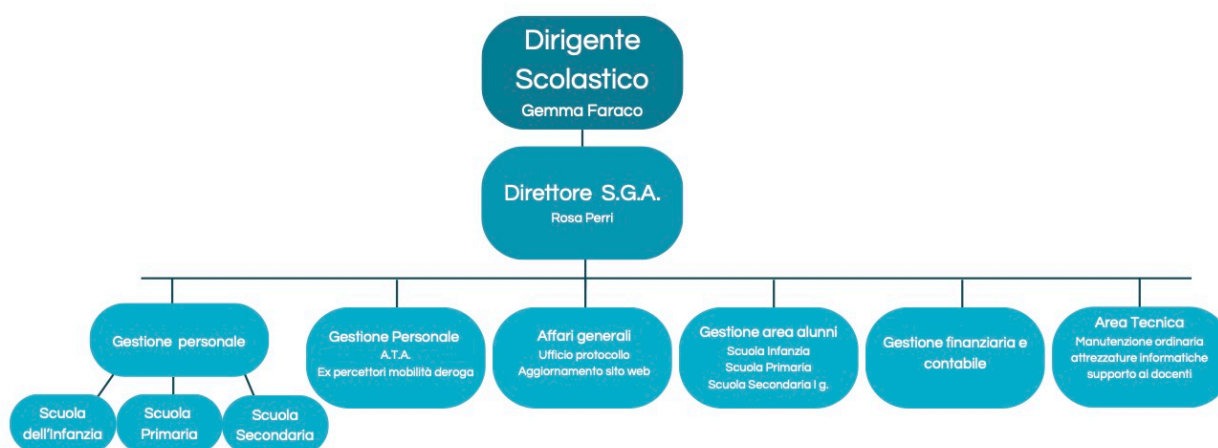 Dirigente
Scolastico
Gemma Faraco
Direttore S.G.A.
Rosa Perri
Gestione personale
Gestione Personale
A.T.A.
Ex percettori mobilità deroga
Affari generali
Ufficio protocollo
Aggiornamento sito web
Gestione area alunni
Scuola Infanzia
Scuola Primaria
Scuola Secondaria I g.
Gestione finanziaria e
contabile
Area Tecnica
Manutenzione ordinaria
attrezzature informatiche
supporto ai docenti
Scuola
dell'Infanzia
Scuola
Primaria
Scuola
Secondaria